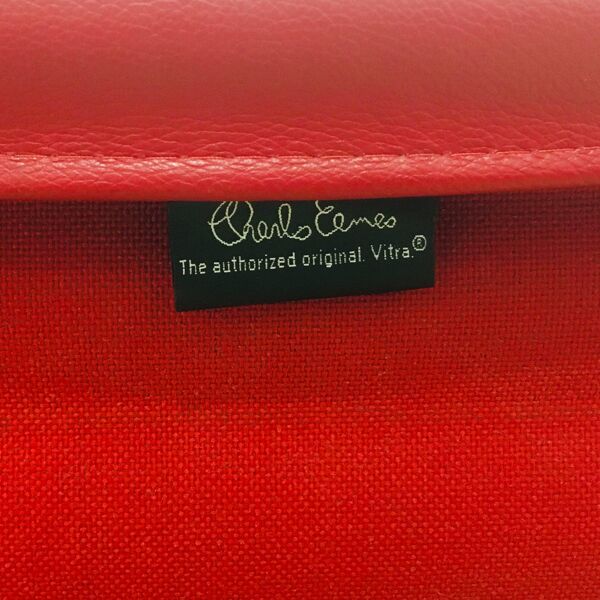 Charles Eames
The authorized original. Vitra.®